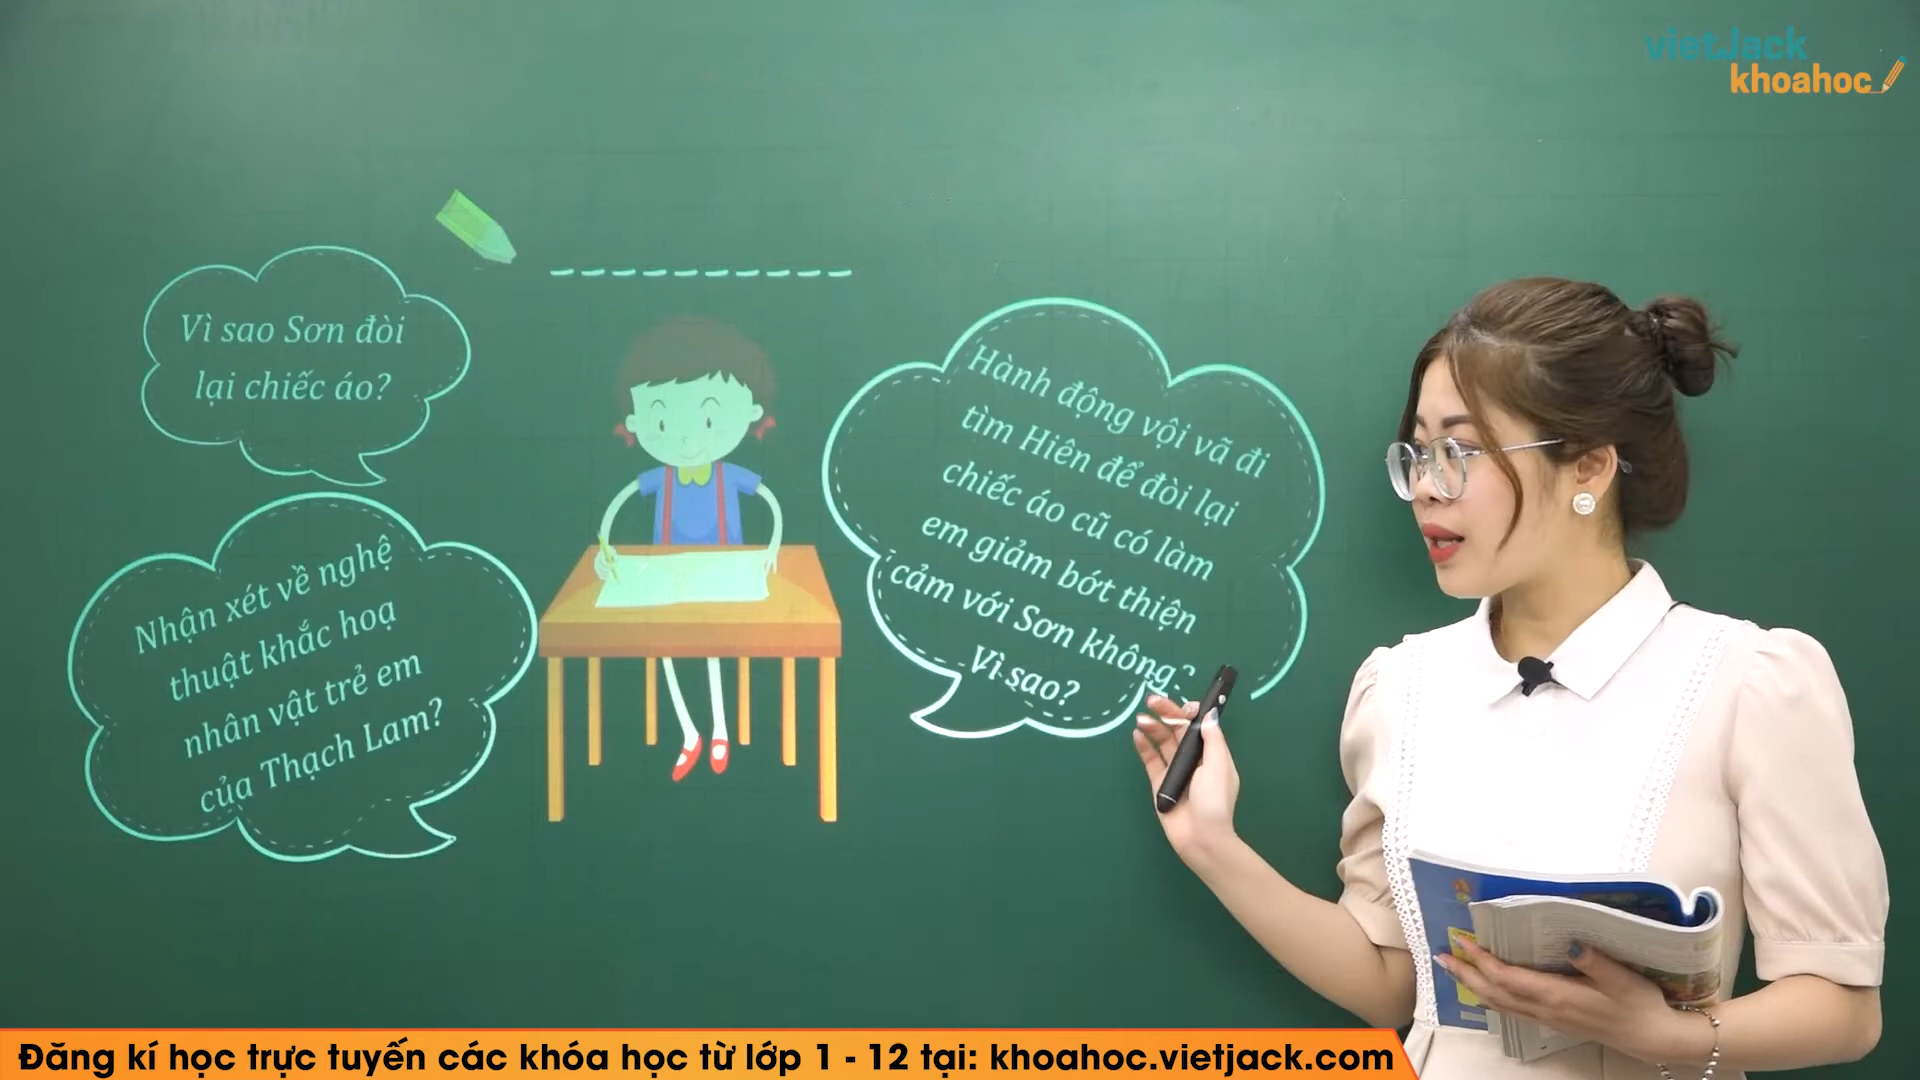 vietJack
khoahoc
Vì sao Sơn đòi
lại chiếc áo?
Nhận xét về nghệ
thuật khắc hoạ
nhân vật trẻ em
của Thạch Lam?
Hành động vội vã đi
tìm Hiên để đòi lại
chiếc áo cũ có làm
em giảm bớt thiện
cảm với Sơn không?
Vì sao?
Đăng kí học trực tuyến các khóa học từ lớp 1 - 12 tại: khoahoc.vietjack.com